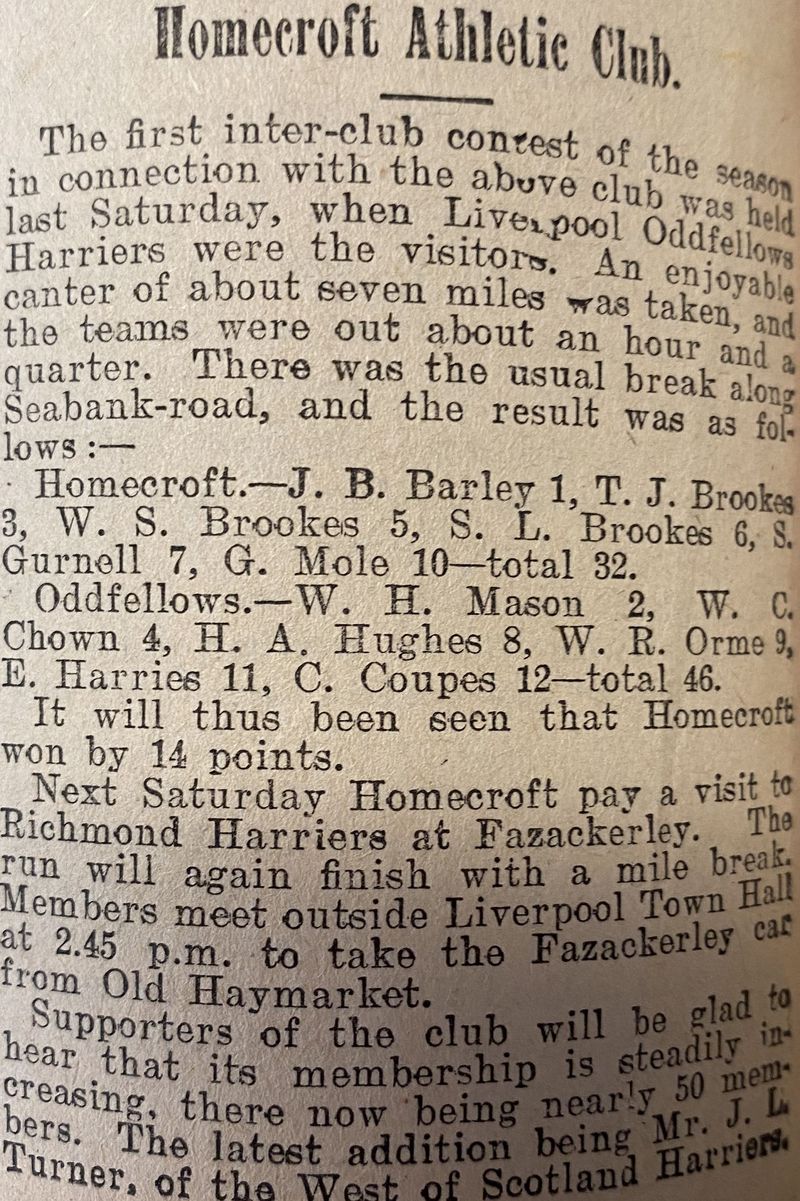 Homecroft Athletic Club.
The first inter-club contest of the season
in connection with the above club was held
last Saturday, when Liverpool Oddfellows
Harriers were the visitors. An enjoyable
canter of about seven miles was taken, and
the teams were out about an hour and a
quarter. There was the usual break along
Seabank-road, and the result was as fol-
lows :—
Homecroft.—J. B. Barley 1, T. J. Brookes
3, W. S. Brookes 5, S. L. Brookes 6, S.
Gurnell 7, G. Mole 10—total 32.
Oddfellows.—W. H. Mason 2, W. C.
Chown 4, H. A. Hughes 8, W. R. Orme 9,
E. Harries 11, C. Coupes 12—total 46.
It will thus been seen that Homecroft
won by 14 points.
Next Saturday Homecroft pay a visit to
Richmond Harriers at Fazackerley. The
run will again finish with a mile break.
Members meet outside Liverpool Town Hall
at 2.45 p.m. to take the Fazackerley car
from Old Haymarket.
Supporters of the club will be glad to
hear that its membership is steadily in-
creasing, there now being nearly 50 mem-
bers. The latest addition being Mr. J. L.
Turner, of the West of Scotland Harriers.